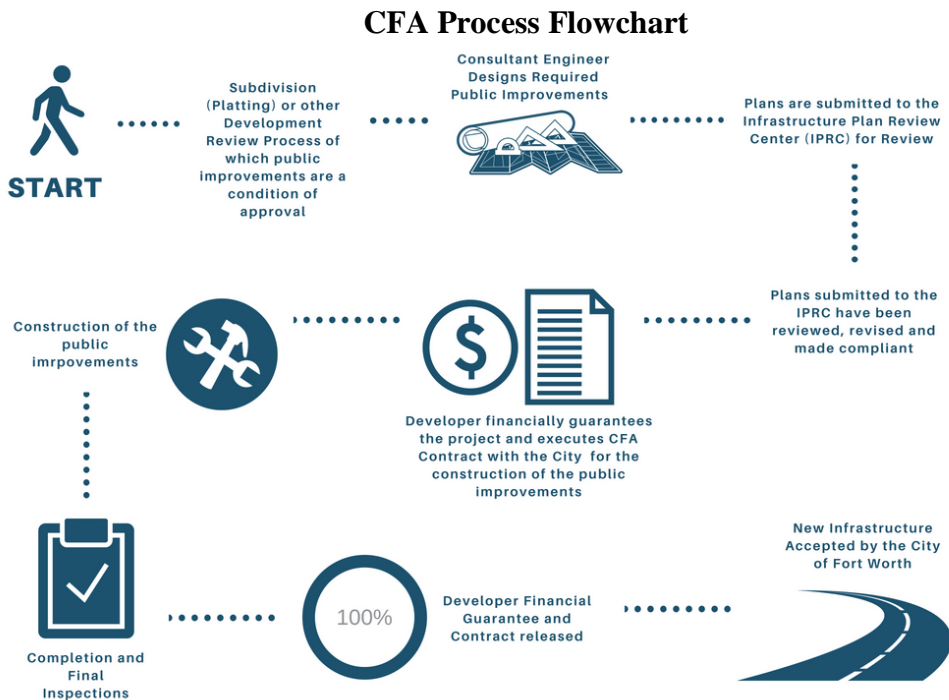 CFA Process Flowchart
START
Subdivision
(Platting) or other
Development
Review Process of
which public
improvements are a
condition of
approval
Consultant Engineer
Designs Required
Public Improvements
Plans are submitted to the
Infrastructure Plan Review
Center (IPRC) for Review
Plans submitted to the
IPRC have been
reviewed, revised and
made compliant
$
Developer financially guarantees
the project and executes CFA
Contract with the City for the
construction of the public
improvements
Construction of the
public
imrpovements
Completion and
Final
Inspections
100%
Developer Financial
Guarantee and
Contract released
New Infrastructure
Accepted by the City
of Fort Worth